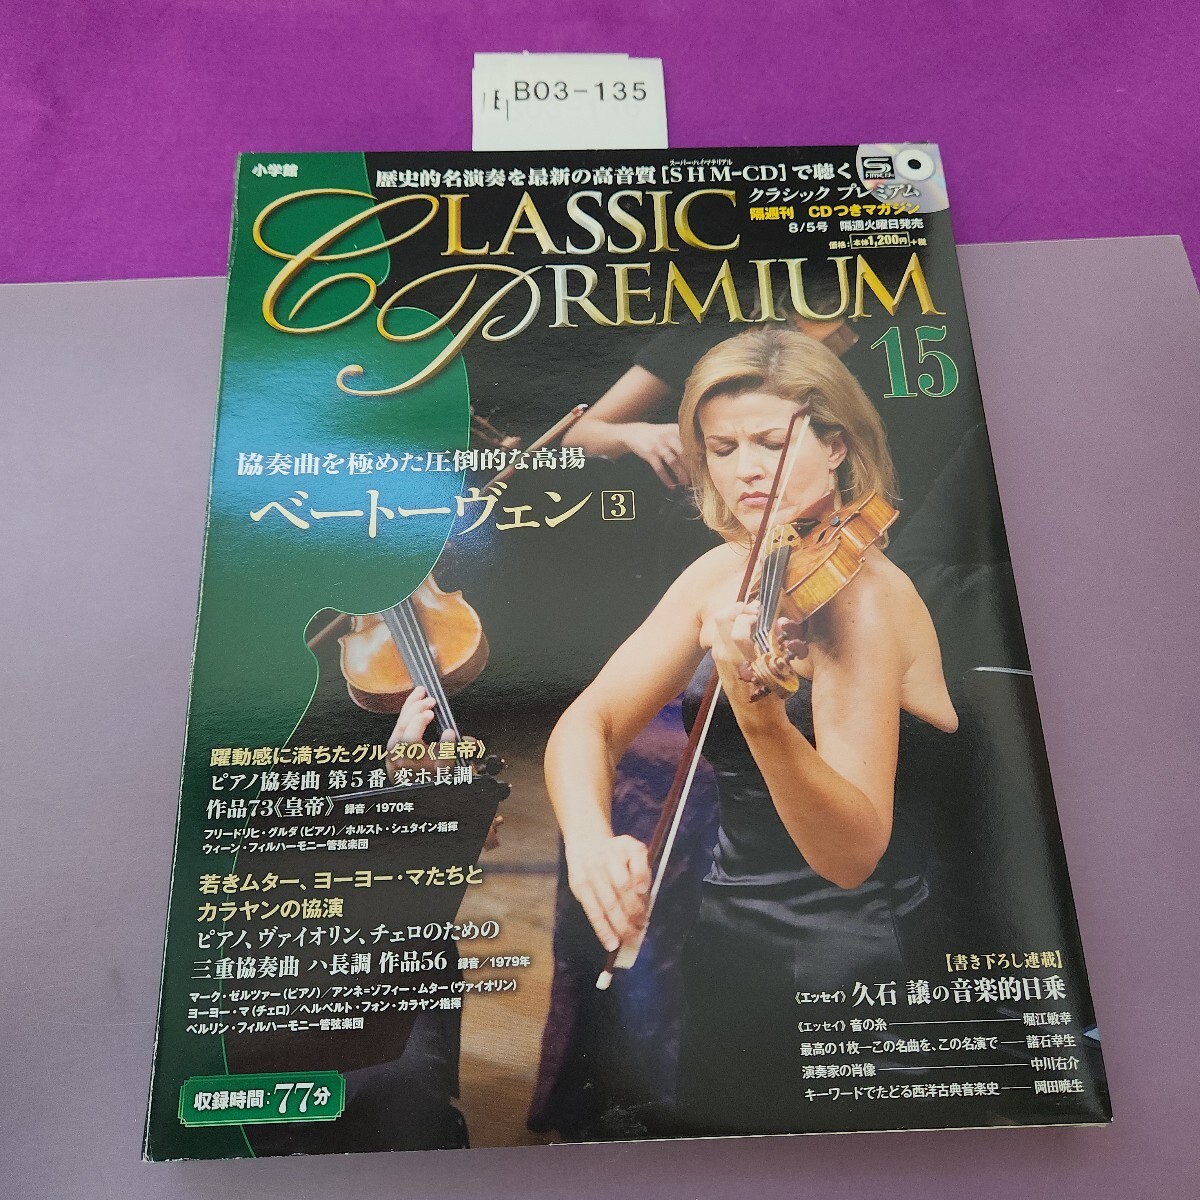 B03-135
小学館
スーパー・ハイ・マテリアル
歴史的名演奏を最新の高音質[SHM-CD]で聴く
クラシック プレミアム
隔週刊 CDつきマガジン
8/5号 隔週火曜日発売
価格:本体1,200円+税
CLASSIC
PREMIUM
15
協奏曲を極めた圧倒的な高揚
ベートーヴェン3
躍動感に満ちたグルダの《皇帝》
ピアノ協奏曲 第5番 変ホ長調
作品73《皇帝》 録音/1970年
フリードリヒ・グルダ(ピアノ)/ホルスト・シュタイン指揮
ウィーン・フィルハーモニー管弦楽団
若きムター、ヨーヨー・マたちと
カラヤンの協演
ピアノ、ヴァイオリン、チェロのための
三重協奏曲 ハ長調 作品56 録音/1979年
マーク・ゼルツァー(ピアノ)/アンネ=ゾフィー・ムター(ヴァイオリン)
ヨーヨー・マ(チェロ)/ヘルベルト・フォン・カラヤン指揮
ベルリン・フィルハーモニー管弦楽団
収録時間:77分
【書き下ろし連載】
《エッセイ》久石 譲の音楽的日乗
《エッセイ》音の糸 堀江敏幸
最高の1枚―この名曲を、この名演で 諸石幸生
演奏家の肖像 中川右介
キーワードでたどる西洋古典音楽史 岡田暁生